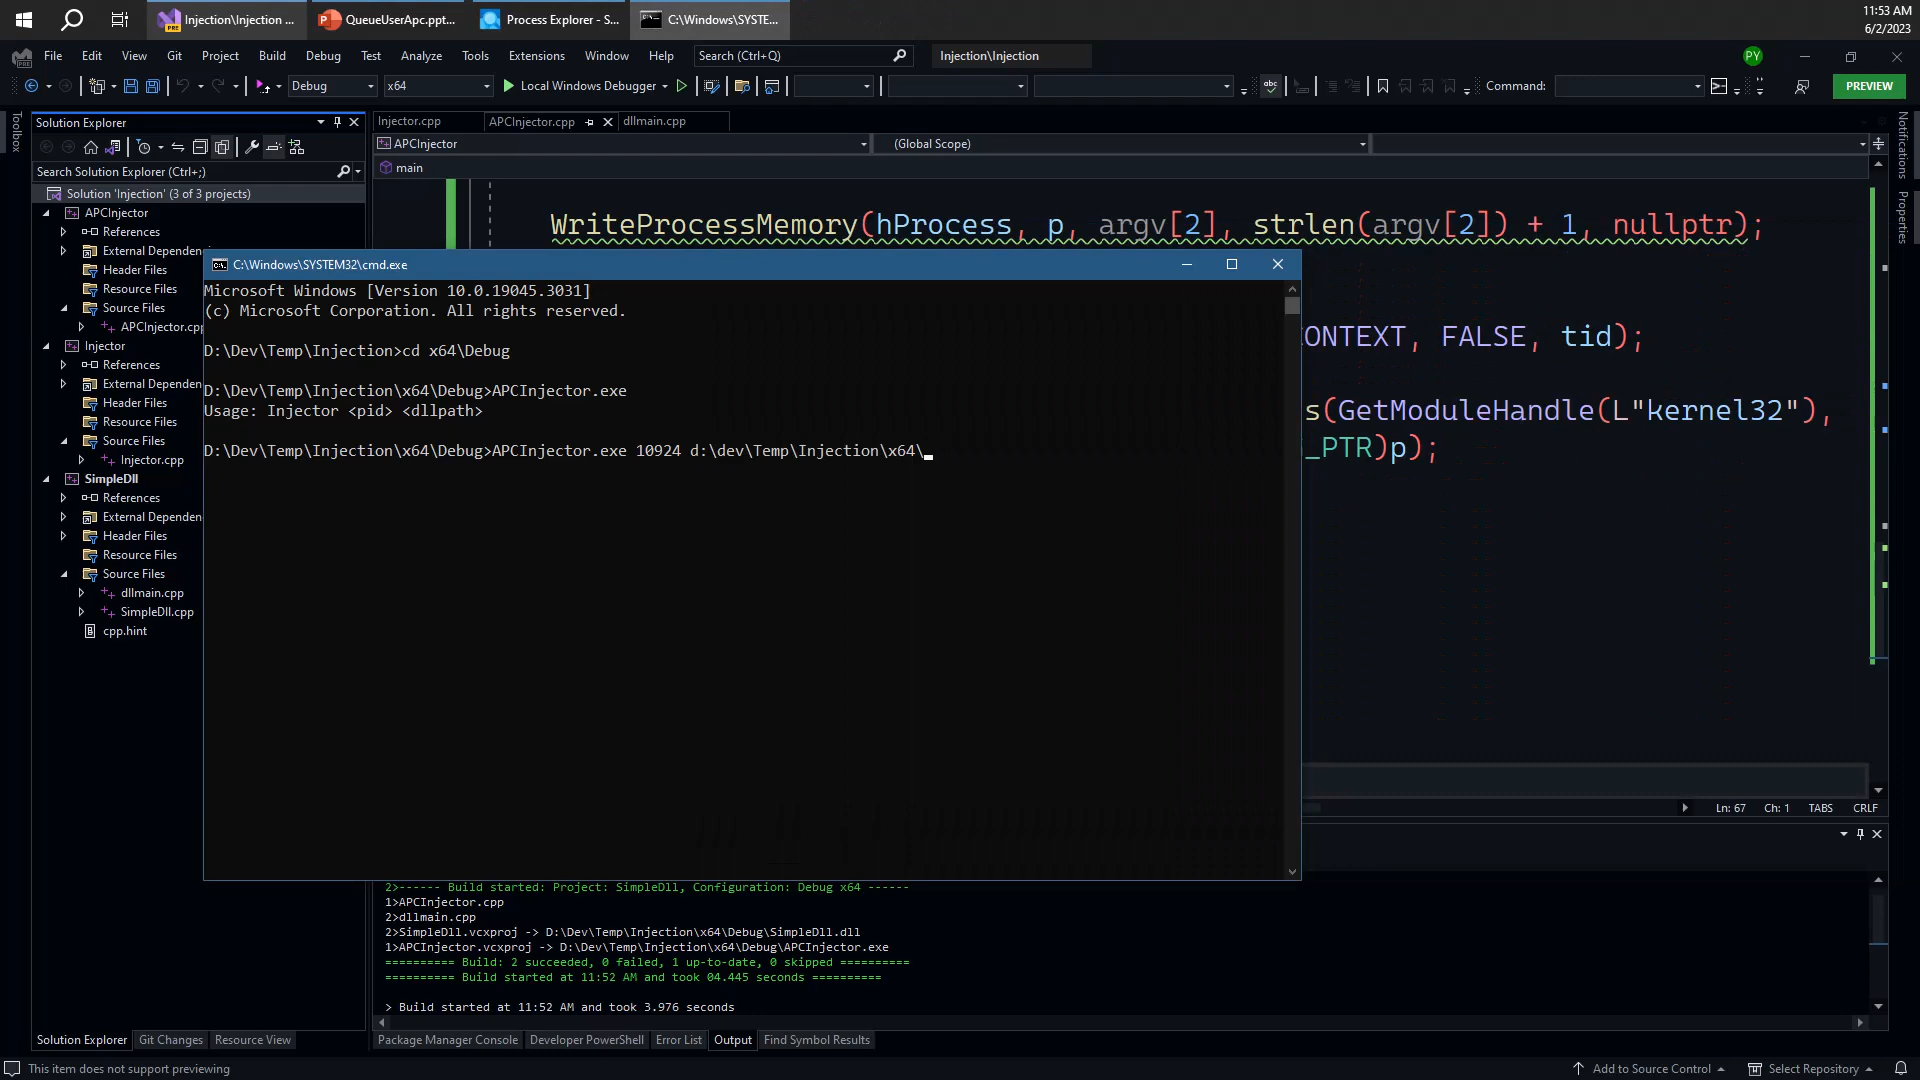 Injection\Injection ...
QueueUserApc.ppt...
Process Explorer - S...
C:\Windows\SYSTE...
11:53 AM
6/2/2023
File Edit View Git Project Build Debug Test Analyze Tools Extensions Window Help Search (Ctrl+Q) Injection\Injection PY
Debug x64 Local Windows Debugger Command: PREVIEW
Toolbox
Solution Explorer
Search Solution Explorer (Ctrl+;)
Solution 'Injection' (3 of 3 projects)
APCInjector
References
External Dependen
Header Files
Resource Files
Source Files
APCInjector.cpp
Injector
References
External Dependen
Header Files
Resource Files
Source Files
Injector.cpp
SimpleDll
References
External Dependen
Header Files
Resource Files
Source Files
dllmain.cpp
SimpleDll.cpp
cpp.hint
Injector.cpp APCInjector.cpp dllmain.cpp
APCInjector (Global Scope)
main
WriteProcessMemory(hProcess, p, argv[2], strlen(argv[2]) + 1, nullptr);
ONTEXT, FALSE, tid);
s(GetModuleHandle(L"kernel32"),
_PTR)p);
C:\Windows\SYSTEM32\cmd.exe
Microsoft Windows [Version 10.0.19045.3031]
(c) Microsoft Corporation. All rights reserved.
D:\Dev\Temp\Injection>cd x64\Debug
D:\Dev\Temp\Injection\x64\Debug>APCInjector.exe
Usage: Injector <pid> <dllpath>
D:\Dev\Temp\Injection\x64\Debug>APCInjector.exe 10924 d:\dev\Temp\Injection\x64\
Notifications
Properties
Ln: 67 Ch: 1 TABS CRLF
2>------ Build started: Project: SimpleDll, Configuration: Debug x64 ------
1>APCInjector.cpp
2>dllmain.cpp
2>SimpleDll.vcxproj -> D:\Dev\Temp\Injection\x64\Debug\SimpleDll.dll
1>APCInjector.vcxproj -> D:\Dev\Temp\Injection\x64\Debug\APCInjector.exe
========== Build: 2 succeeded, 0 failed, 1 up-to-date, 0 skipped ==========
========== Build started at 11:52 AM and took 04.445 seconds ==========
> Build started at 11:52 AM and took 3.976 seconds
Solution Explorer Git Changes Resource View
Package Manager Console Developer PowerShell Error List Output Find Symbol Results
This item does not support previewing
Add to Source Control Select Repository